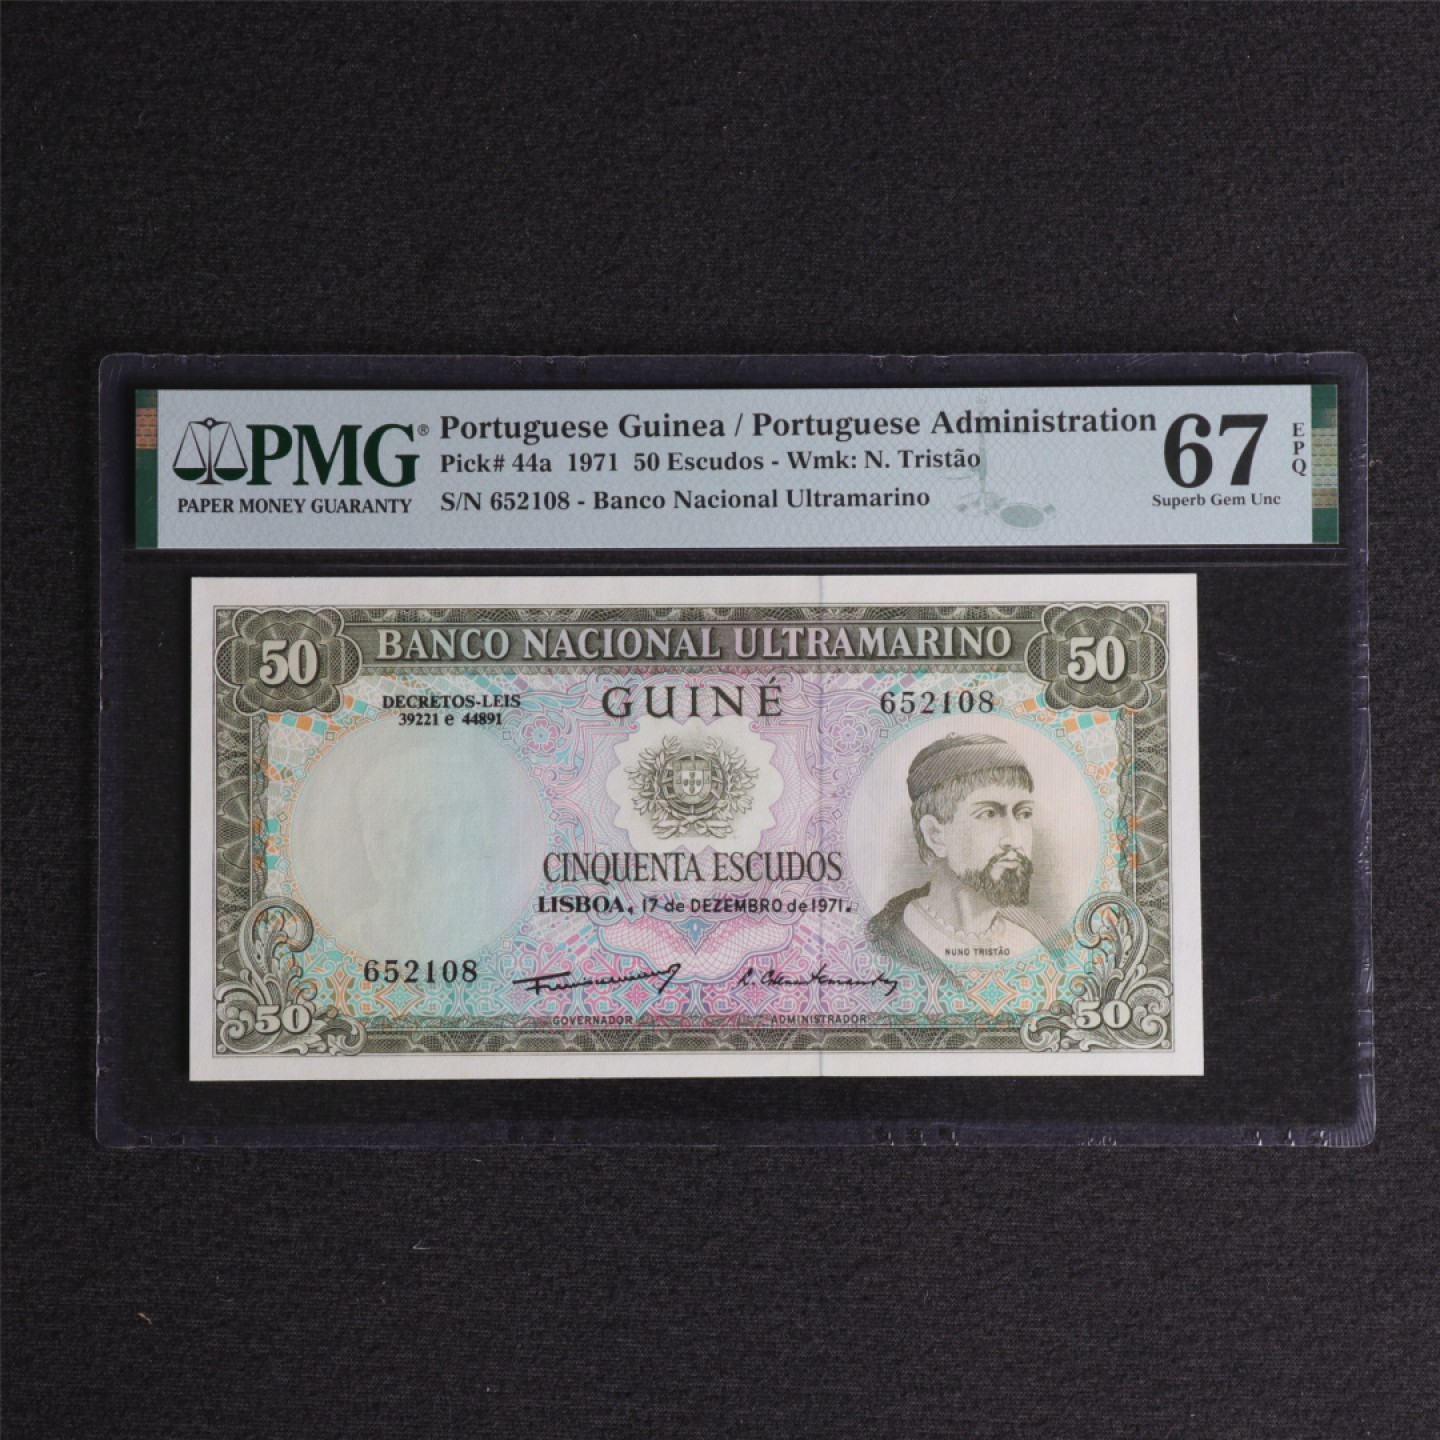 PMG®
PAPER MONEY GUARANTY
Portuguese Guinea / Portuguese Administration
Pick# 44a 1971 50 Escudos - Wmk: N. Tristão
S/N 652108 - Banco Nacional Ultramarino
67
EPQ
Superb Gem Unc
50 BANCO NACIONAL ULTRAMARINO 50
DECRETOS-LEIS
39221 e 44891
GUINÉ
652108
CINQUENTA ESCUDOS
LISBOA, 17 de DEZEMBRO de 1971.
NUNO TRISTÃO
652108
GOVERNADOR
ADMINISTRADOR
50
50